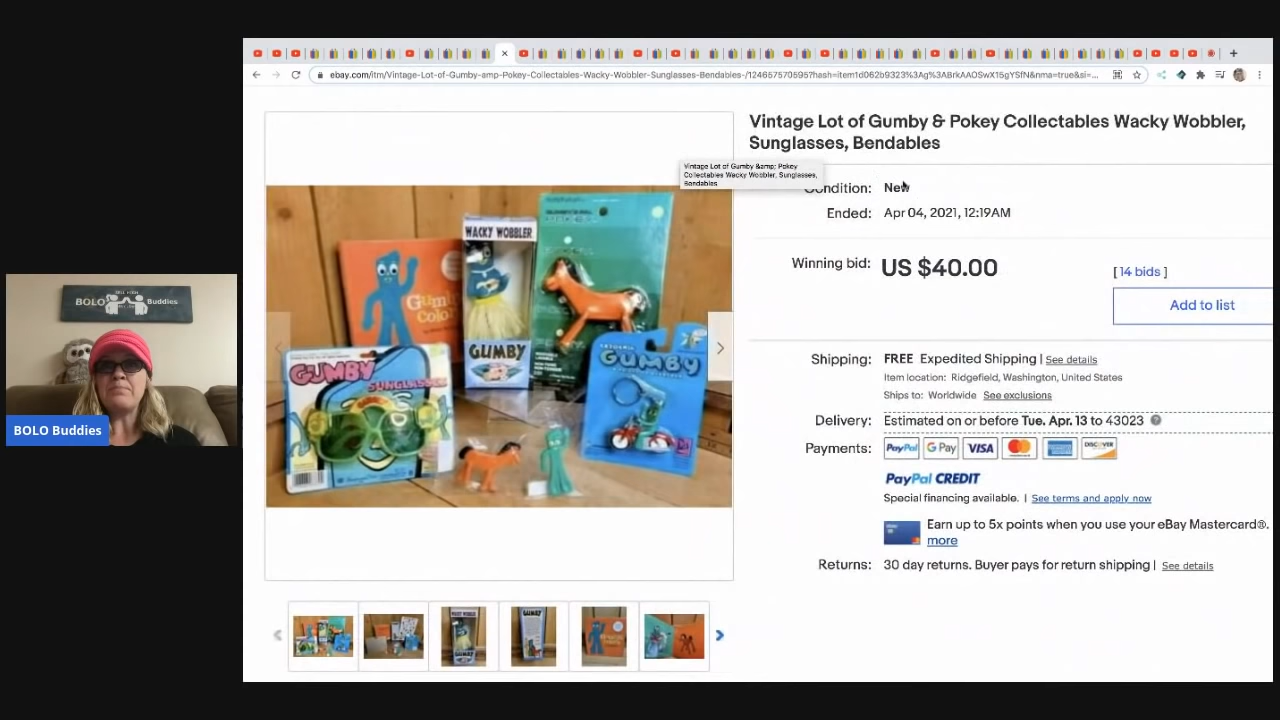 ebay.com/itm/Vintage-Lot-of-Gumby-amp-Pokey-Collectables-Wacky-Wobbler-Sunglasses-Bendables-/124657570595?hash=item1d062b9323%3Ag%3ABrkAAOSwX15gYSfN&nma=true&si=...
Vintage Lot of Gumby & Pokey Collectables Wacky Wobbler,
Sunglasses, Bendables
Vintage Lot of Gumby &amp; Pokey
Collectables Wacky Wobbler, Sunglasses,
Bendables
Condition: New
Ended: Apr 04, 2021, 12:19AM
Winning bid: US $40.00
[ 14 bids ]
Add to list
Shipping: FREE Expedited Shipping | See details
Item location: Ridgefield, Washington, United States
Ships to: Worldwide See exclusions
Delivery: Estimated on or before Tue. Apr. 13 to 43023
Payments: PayPal G Pay VISA DISCOVER
PayPal CREDIT
Special financing available. | See terms and apply now
Earn up to 5x points when you use your eBay Mastercard®.
more
Returns: 30 day returns. Buyer pays for return shipping | See details
WACKY WOBBLER
GUMBY
GUMBY
SUNGLASSES
GUMBY
BOLO Buddies
BOLO Buddies